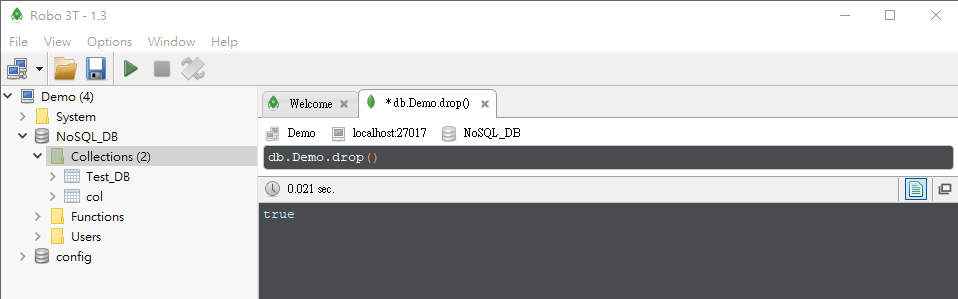 Robo 3T - 1.3
File View Options Window Help
Demo (4)
System
NoSQL_DB
Collections (2)
Test_DB
col
Functions
Users
config
Welcome
*db.Demo.drop()
Demo localhost:27017 NoSQL_DB
db.Demo.drop()
0.021 sec.
true